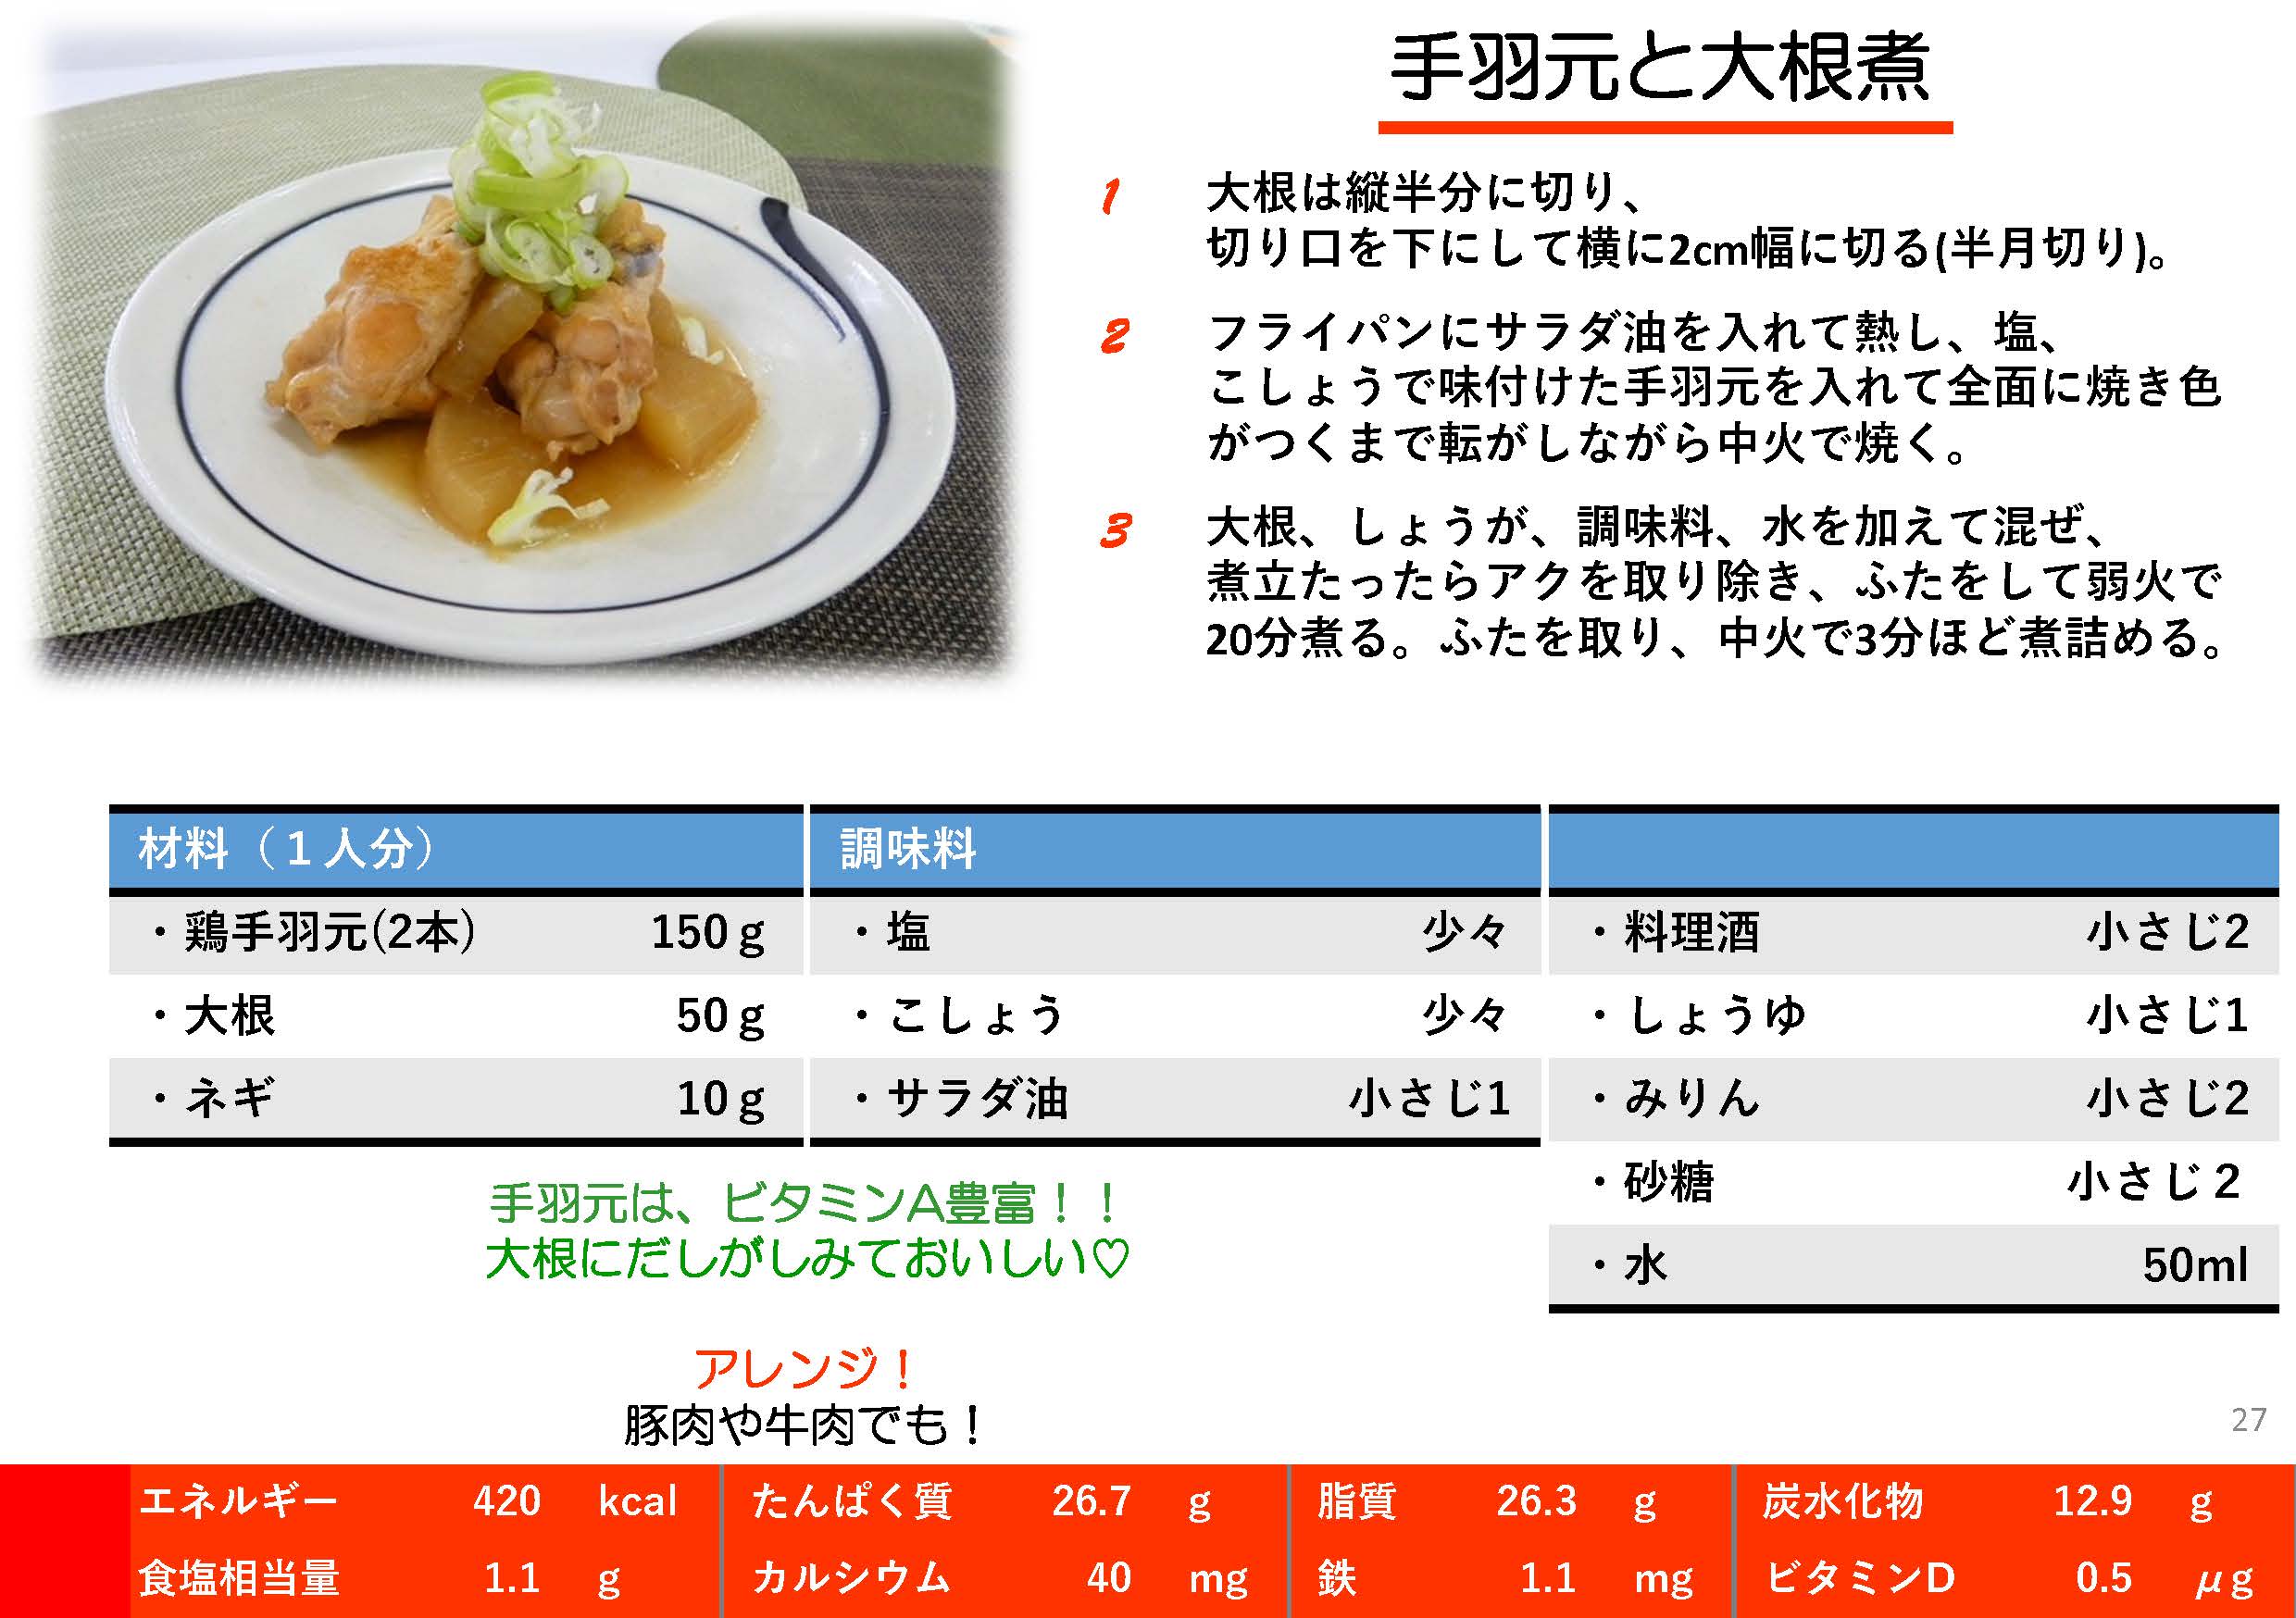 手羽元と大根煮
1 大根は縦半分に切り、
切り口を下にして横に2cm幅に切る(半月切り)。
2 フライパンにサラダ油を入れて熱し、塩、
こしょうで味付けた手羽元を入れて全面に焼き色
がつくまで転がしながら中火で焼く。
3 大根、しょうが、調味料、水を加えて混ぜ、
煮立たったらアクを取り除き、ふたをして弱火で
20分煮る。ふたを取り、中火で3分ほど煮詰める。
材料（１人分） 調味料
・鶏手羽元(2本) 150ｇ ・塩 少々 ・料理酒 小さじ2
・大根 50ｇ ・こしょう 少々 ・しょうゆ 小さじ1
・ネギ 10ｇ ・サラダ油 小さじ1 ・みりん 小さじ2
・砂糖 小さじ２
・水 50ml
手羽元は、ビタミンA豊富！！
大根にだしがしみておいしい♡
アレンジ！
豚肉や牛肉でも！
27
エネルギー 420 kcal たんぱく質 26.7 g 脂質 26.3 g 炭水化物 12.9 g
食塩相当量 1.1 g カルシウム 40 mg 鉄 1.1 mg ビタミンD 0.5 μg